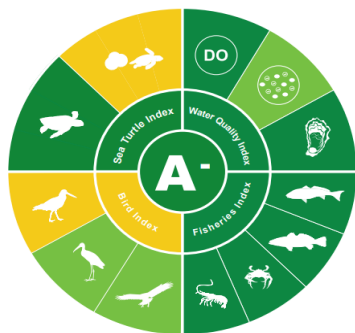 DO
Sea Turtle Index
Water Quality Index
A-
Bird Index
Fisheries Index